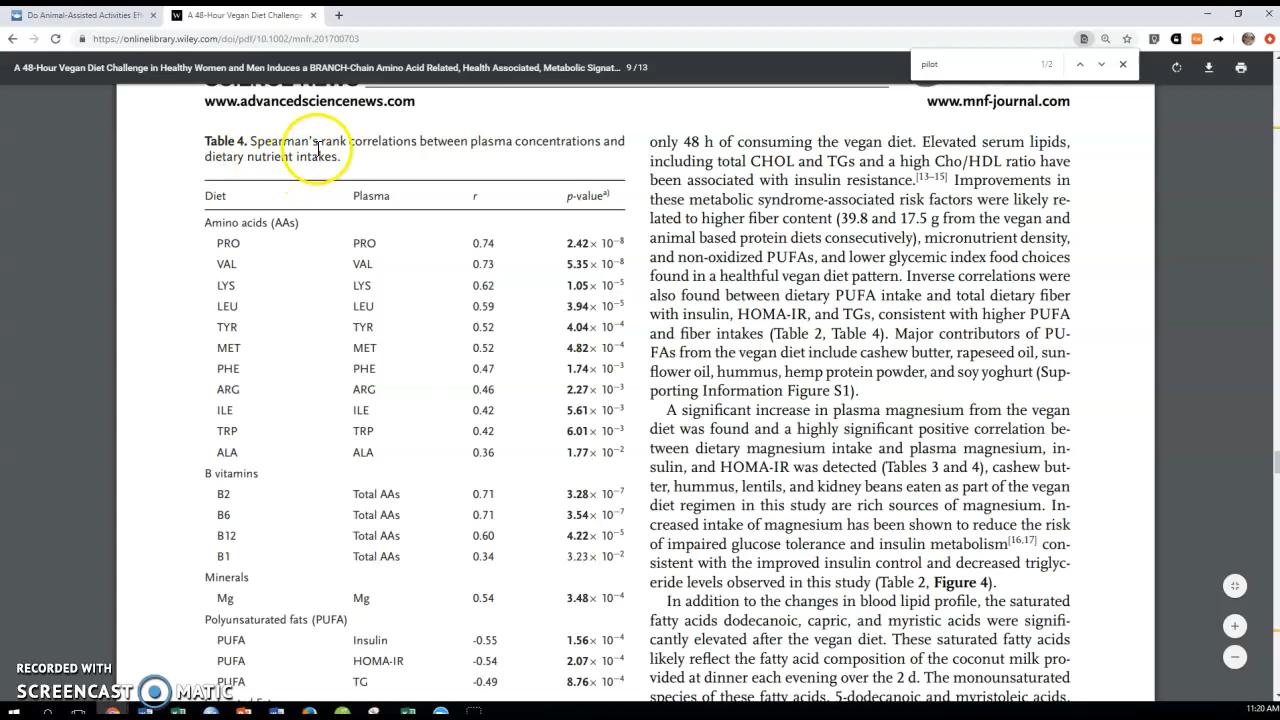 Do Animal-Assisted Activities Eff
A 48-Hour Vegan Diet Challenge
https://onlinelibrary.wiley.com/doi/pdf/10.1002/mnfr.201700703
pilot
1/2
A 48-Hour Vegan Diet Challenge in Healthy Women and Men Induces a BRANCH-Chain Amino Acid Related, Health Associated, Metabolic Signat...
9 / 13
SCIENCE NEWS
www.advancedsciencenews.com
www.mnf-journal.com
Table 4. Spearman's rank correlations between plasma concentrations and
dietary nutrient intakes.
Diet Plasma r p-valueᵃ⁾
Amino acids (AAs)
PRO PRO 0.74 2.42× 10⁻⁸
VAL VAL 0.73 5.35× 10⁻⁸
LYS LYS 0.62 1.05× 10⁻⁵
LEU LEU 0.59 3.94× 10⁻⁵
TYR TYR 0.52 4.04× 10⁻⁴
MET MET 0.52 4.82× 10⁻⁴
PHE PHE 0.47 1.74× 10⁻³
ARG ARG 0.46 2.27× 10⁻³
ILE ILE 0.42 5.61× 10⁻³
TRP TRP 0.42 6.01× 10⁻³
ALA ALA 0.36 1.77× 10⁻²
B vitamins
B2 Total AAs 0.71 3.28× 10⁻⁷
B6 Total AAs 0.71 3.54× 10⁻⁷
B12 Total AAs 0.60 4.22× 10⁻⁵
B1 Total AAs 0.34 3.23× 10⁻²
Minerals
Mg Mg 0.54 3.48× 10⁻⁴
Polyunsaturated fats (PUFA)
PUFA Insulin -0.55 1.56× 10⁻⁴
PUFA HOMA-IR -0.54 2.07× 10⁻⁴
PUFA TG -0.49 8.76× 10⁻⁴
only 48 h of consuming the vegan diet. Elevated serum lipids,
including total CHOL and TGs and a high Cho/HDL ratio have
been associated with insulin resistance.[13–15] Improvements in
these metabolic syndrome-associated risk factors were likely re-
lated to higher fiber content (39.8 and 17.5 g from the vegan and
animal based protein diets consecutively), micronutrient density,
and non-oxidized PUFAs, and lower glycemic index food choices
found in a healthful vegan diet pattern. Inverse correlations were
also found between dietary PUFA intake and total dietary fiber
with insulin, HOMA-IR, and TGs, consistent with higher PUFA
and fiber intakes (Table 2, Table 4). Major contributors of PU-
FAs from the vegan diet include cashew butter, rapeseed oil, sun-
flower oil, hummus, hemp protein powder, and soy yoghurt (Sup-
porting Information Figure S1).
A significant increase in plasma magnesium from the vegan
diet was found and a highly significant positive correlation be-
tween dietary magnesium intake and plasma magnesium, in-
sulin, and HOMA-IR was detected (Tables 3 and 4), cashew but-
ter, hummus, lentils, and kidney beans eaten as part of the vegan
diet regimen in this study are rich sources of magnesium. In-
creased intake of magnesium has been shown to reduce the risk
of impaired glucose tolerance and insulin metabolism[16,17] con-
sistent with the improved insulin control and decreased triglyc-
eride levels observed in this study (Table 2, Figure 4).
In addition to the changes in blood lipid profile, the saturated
fatty acids dodecanoic, capric, and myristic acids were signifi-
cantly elevated after the vegan diet. These saturated fatty acids
likely reflect the fatty acid composition of the coconut milk pro-
vided at dinner each evening over the 2 d. The monounsaturated
species of these fatty acids, 5-dodecanoic and myristoleic acids,
RECORDED WITH
SCREENCAST MATIC
11:20 AM